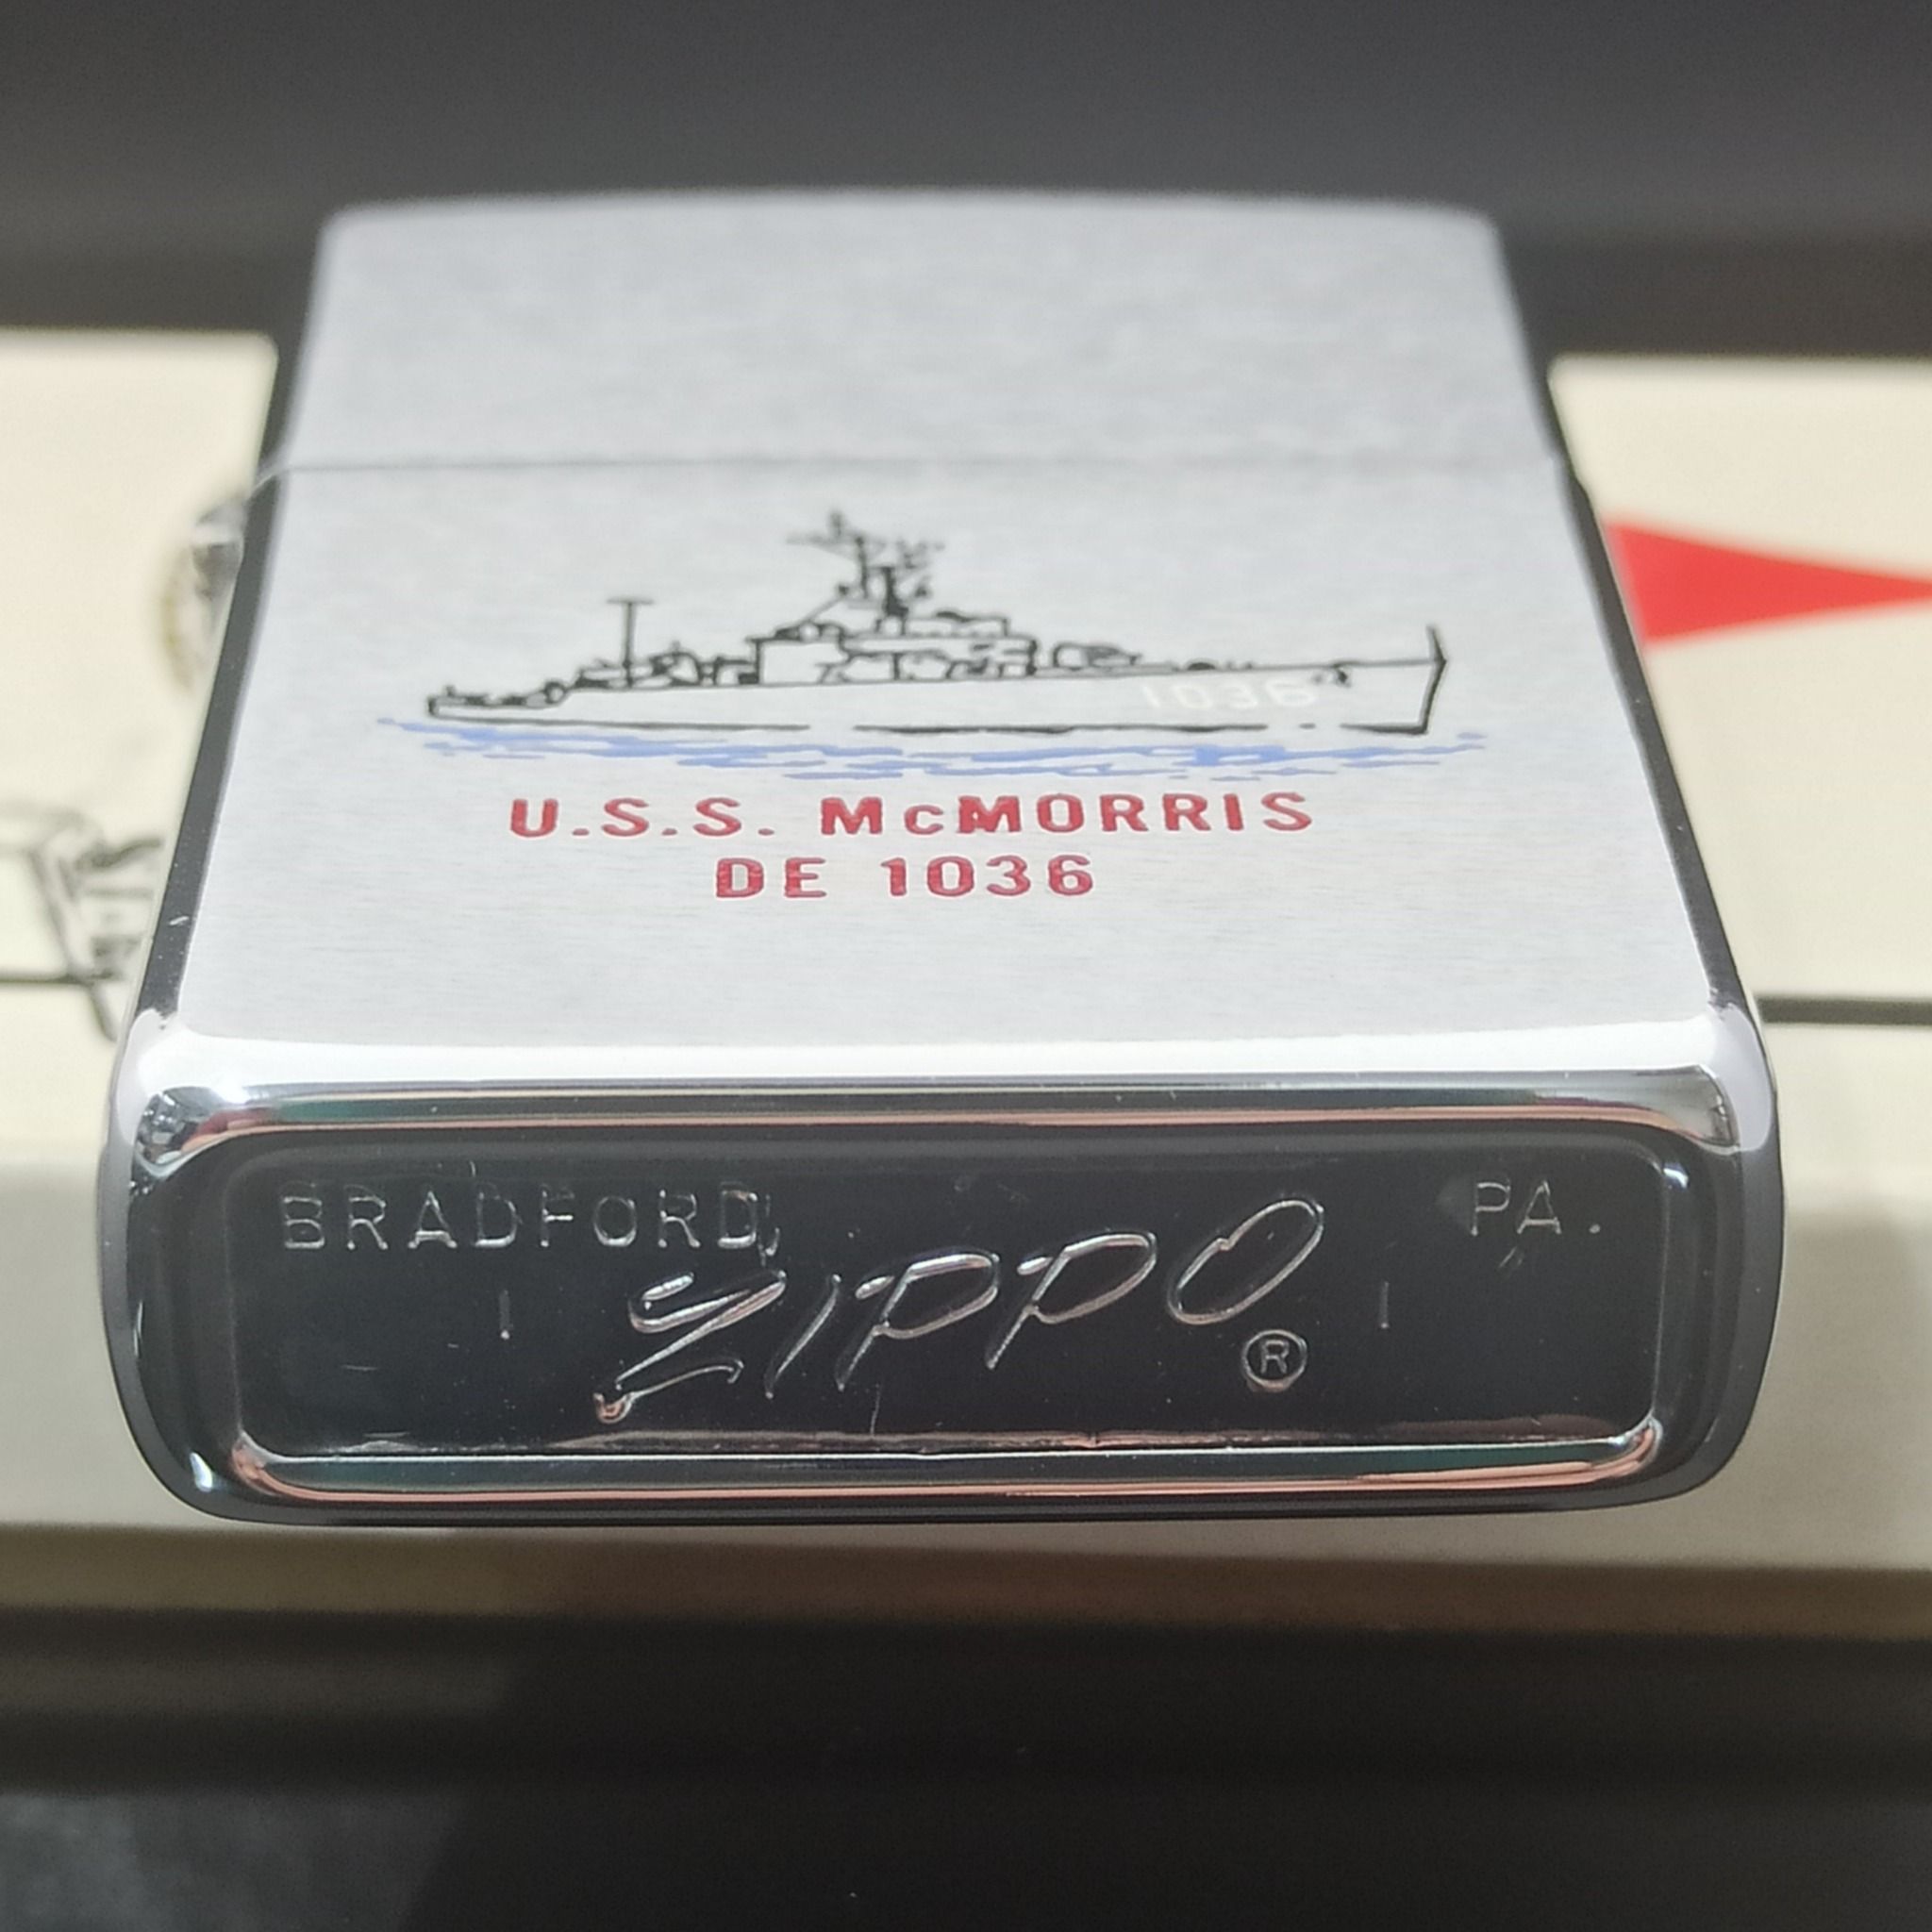 1036
U.S.S. McMORRIS
DE 1036
BRADFORD, PA.
| ZIPPO ® |